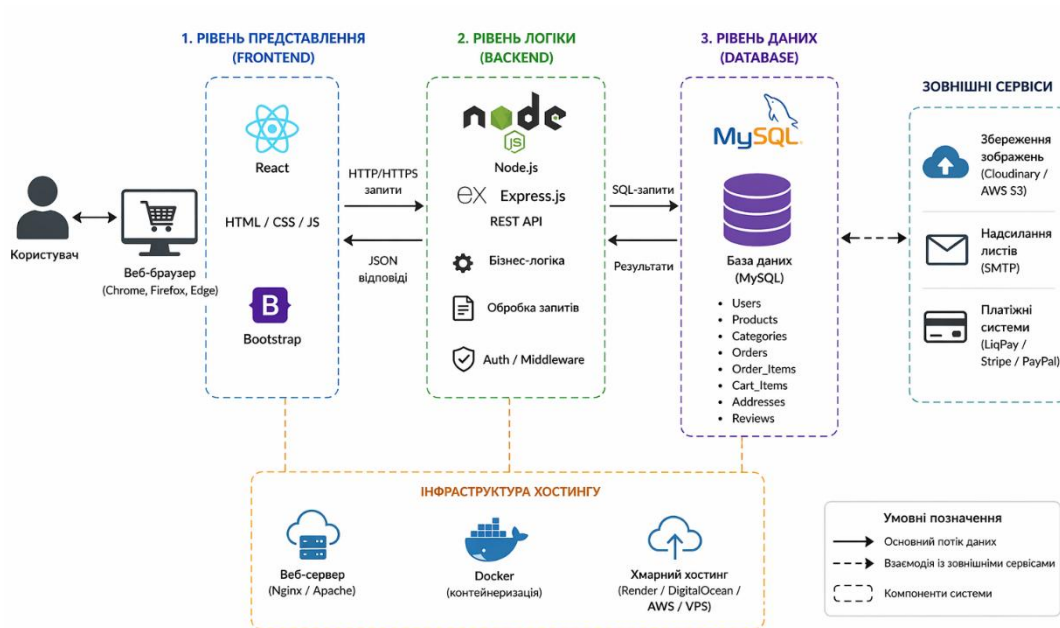 1. РІВЕНЬ ПРЕДСТАВЛЕННЯ
(FRONTEND)
React
HTML / CSS / JS
B
Bootstrap
2. РІВЕНЬ ЛОГІКИ
(BACKEND)
node
JS
Node.js
ex Express.js
REST API
Бізнес-логіка
Обробка запитів
Auth / Middleware
3. РІВЕНЬ ДАНИХ
(DATABASE)
MySQL
База даних
(MySQL)
• Users
• Products
• Categories
• Orders
• Order_Items
• Cart_Items
• Addresses
• Reviews
ЗОВНІШНІ СЕРВІСИ
Збереження
зображень
(Cloudinary /
AWS S3)
Надсилання
листів
(SMTP)
Платіжні
системи
(LiqPay /
Stripe / PayPal)
Користувач
Веб-браузер
(Chrome, Firefox, Edge)
HTTP/HTTPS
запити
JSON
відповіді
SQL-запити
Результати
ІНФРАСТРУКТУРА ХОСТИНГУ
Веб-сервер
(Nginx / Apache)
Docker
(контейнеризація)
Хмарний хостинг
(Render / DigitalOcean /
AWS / VPS)
Умовні позначення
Основний потік даних
Взаємодія із зовнішніми сервісами
Компоненти системи